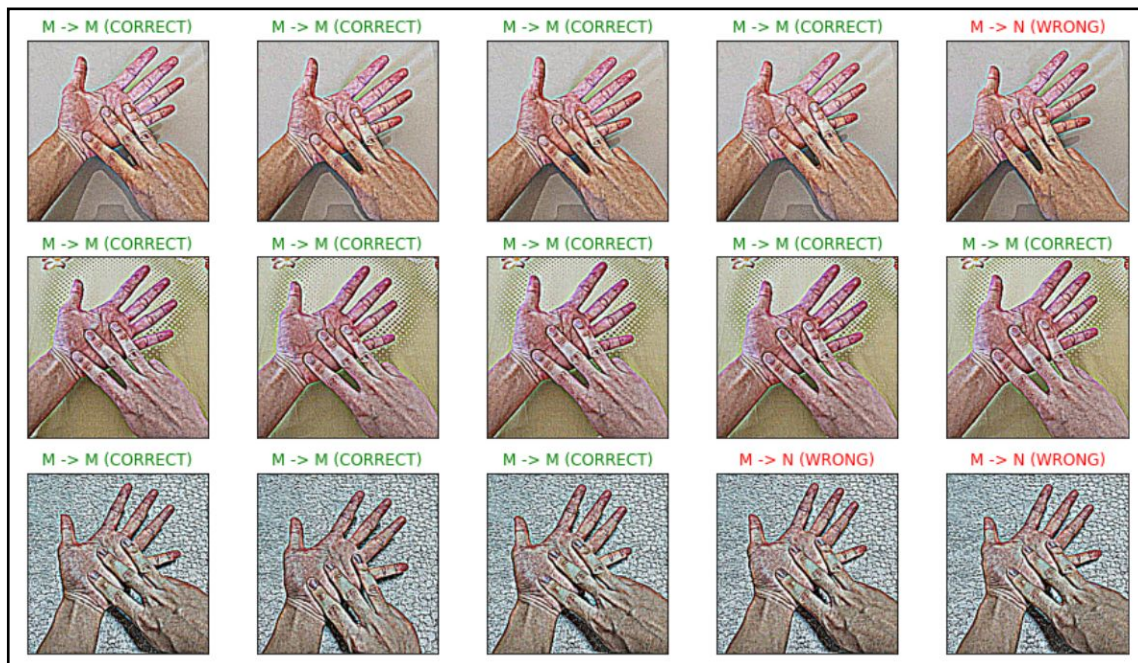 M -> M (CORRECT) M -> M (CORRECT) M -> M (CORRECT) M -> M (CORRECT) M -> N (WRONG)
M -> M (CORRECT) M -> M (CORRECT) M -> M (CORRECT) M -> M (CORRECT) M -> M (CORRECT)
M -> M (CORRECT) M -> M (CORRECT) M -> M (CORRECT) M -> N (WRONG) M -> N (WRONG)